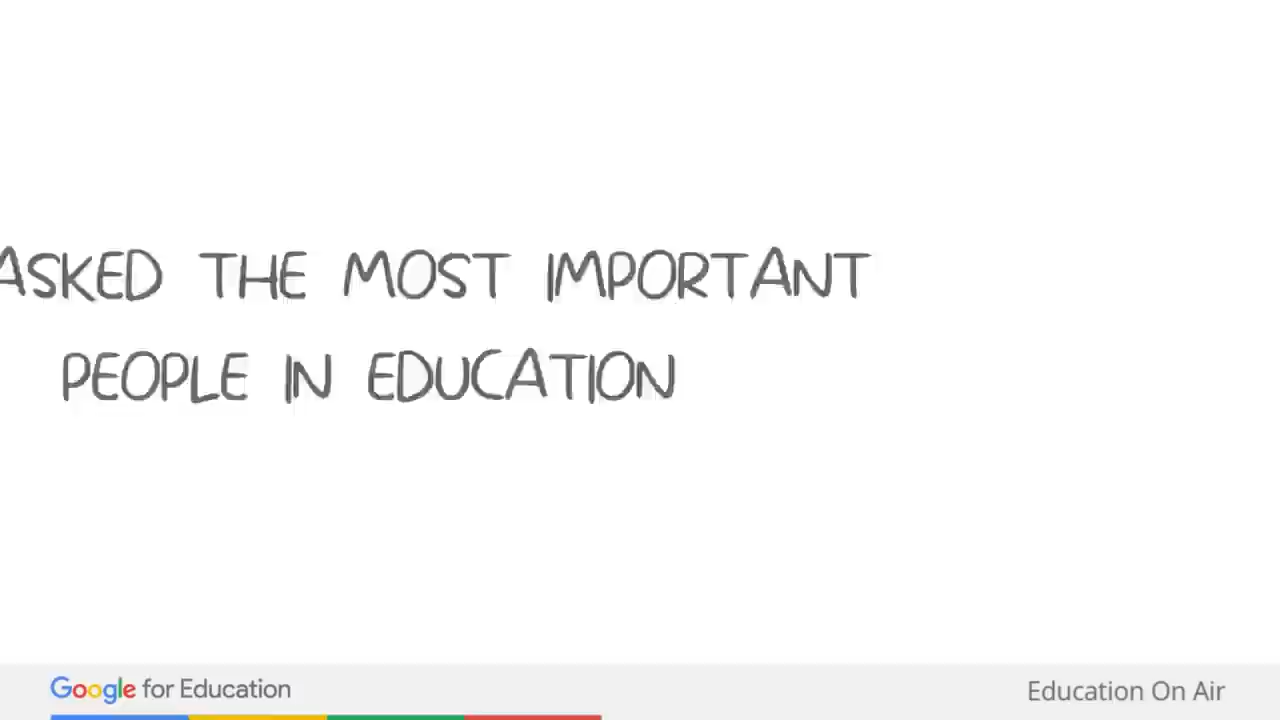 ASKED THE MOST IMPORTANT
PEOPLE IN EDUCATION
Google for Education
Education On Air